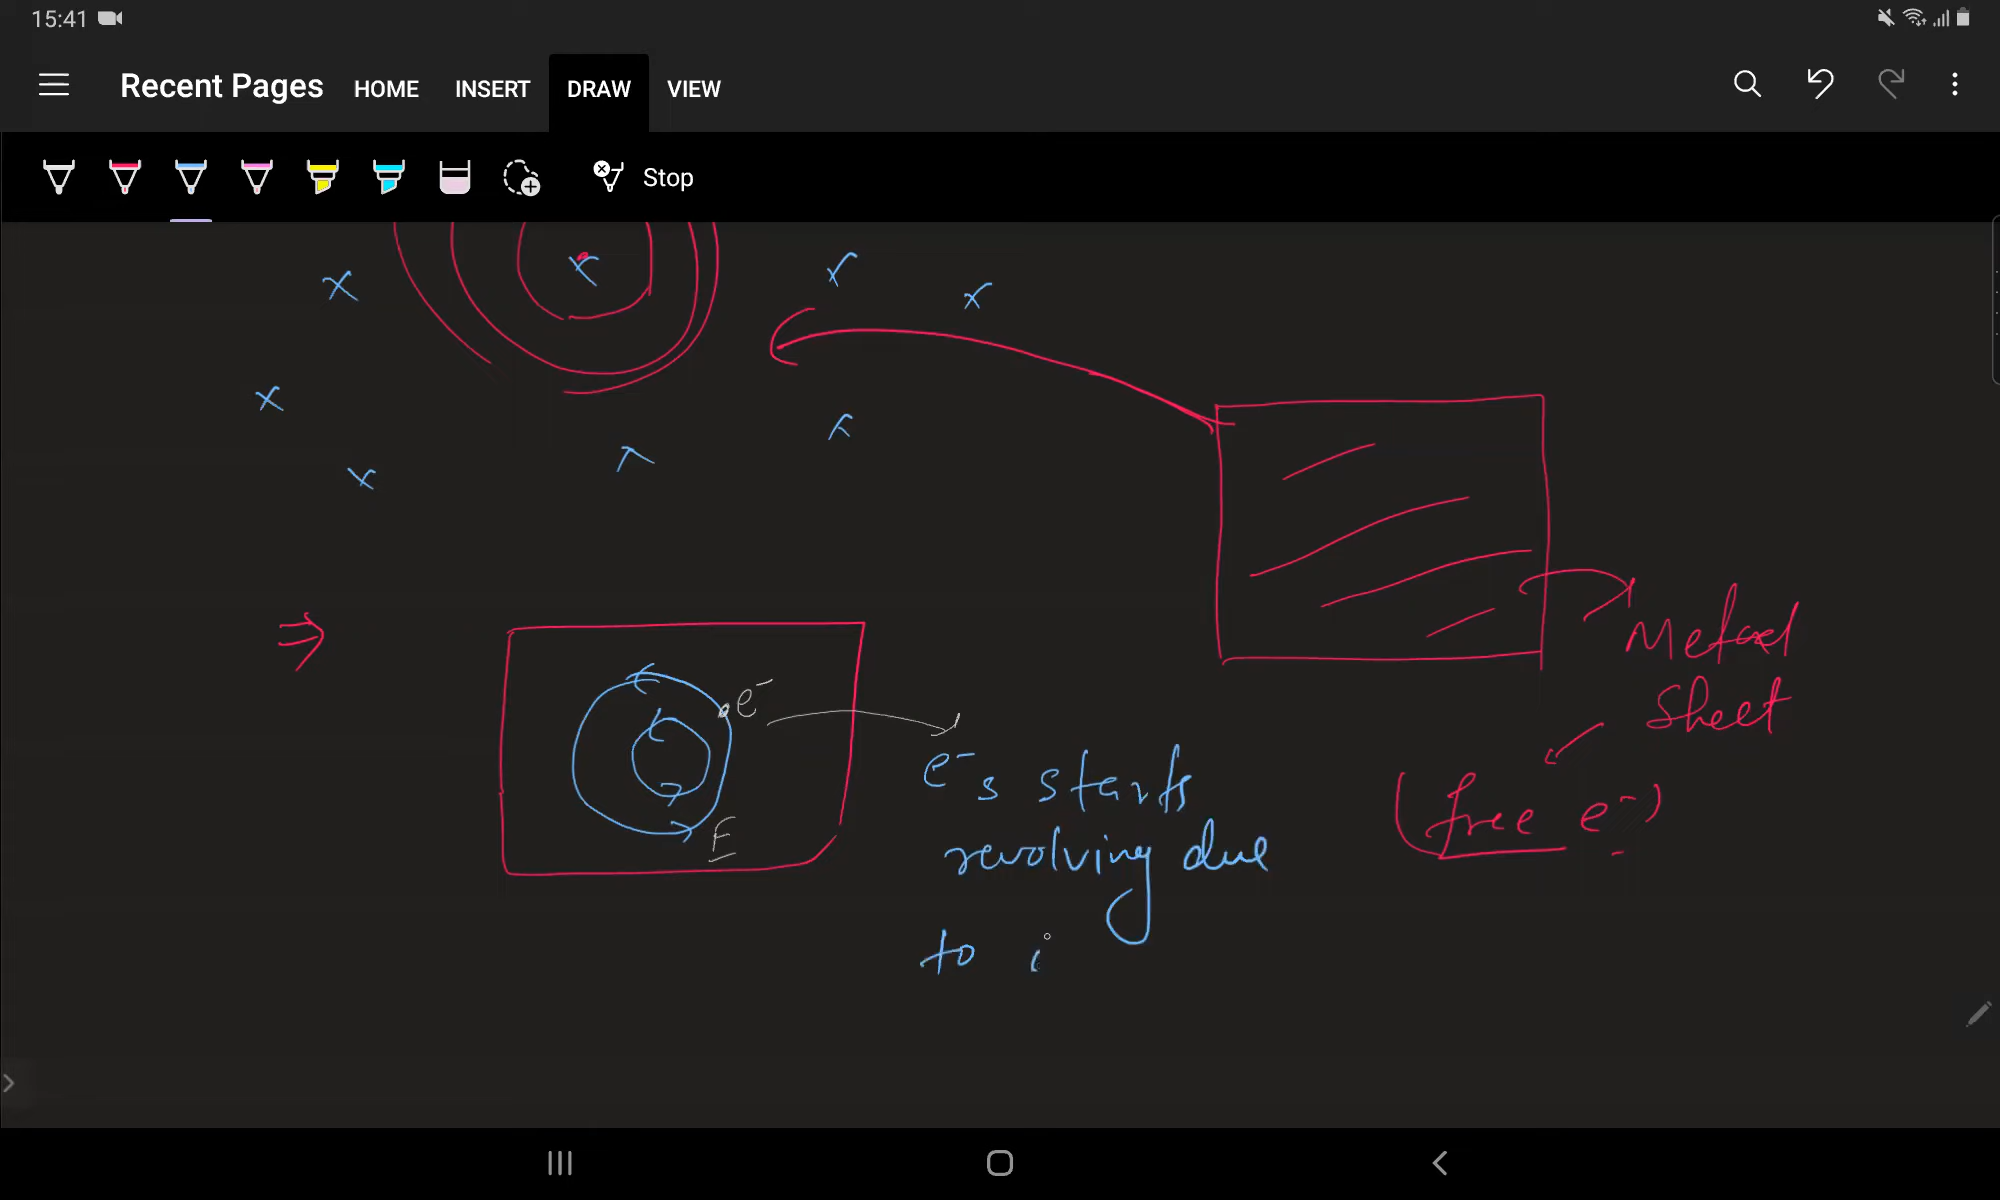 15:41
Recent Pages HOME INSERT DRAW VIEW
Stop
x x x x x x
Metal
Sheet
(free e⁻)
e⁻
E
e⁻s starts
revolving due
to i